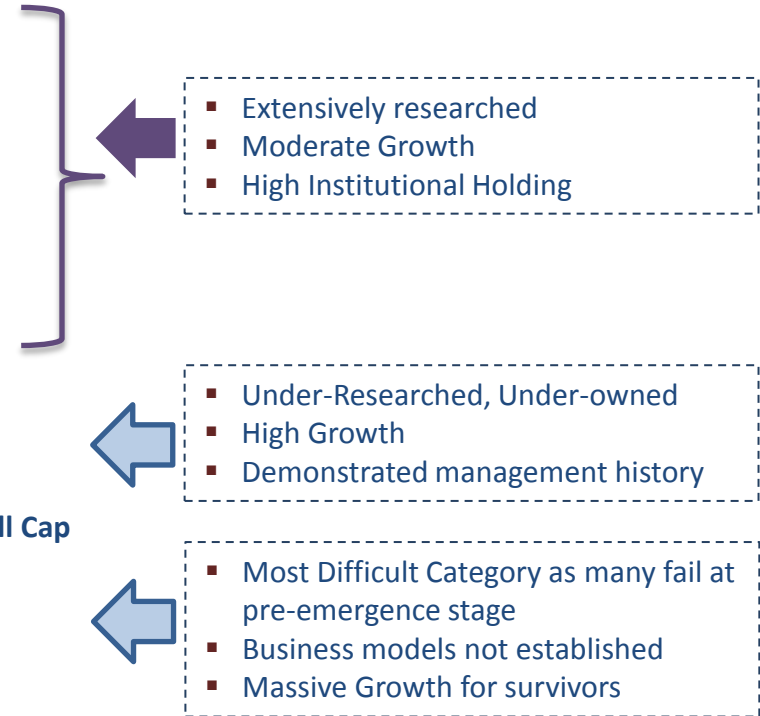 ▪ Extensively researched
▪ Moderate Growth
▪ High Institutional Holding
▪ Under-Researched, Under-owned
▪ High Growth
▪ Demonstrated management history
ll Cap
▪ Most Difficult Category as many fail at
pre-emergence stage
▪ Business models not established
▪ Massive Growth for survivors